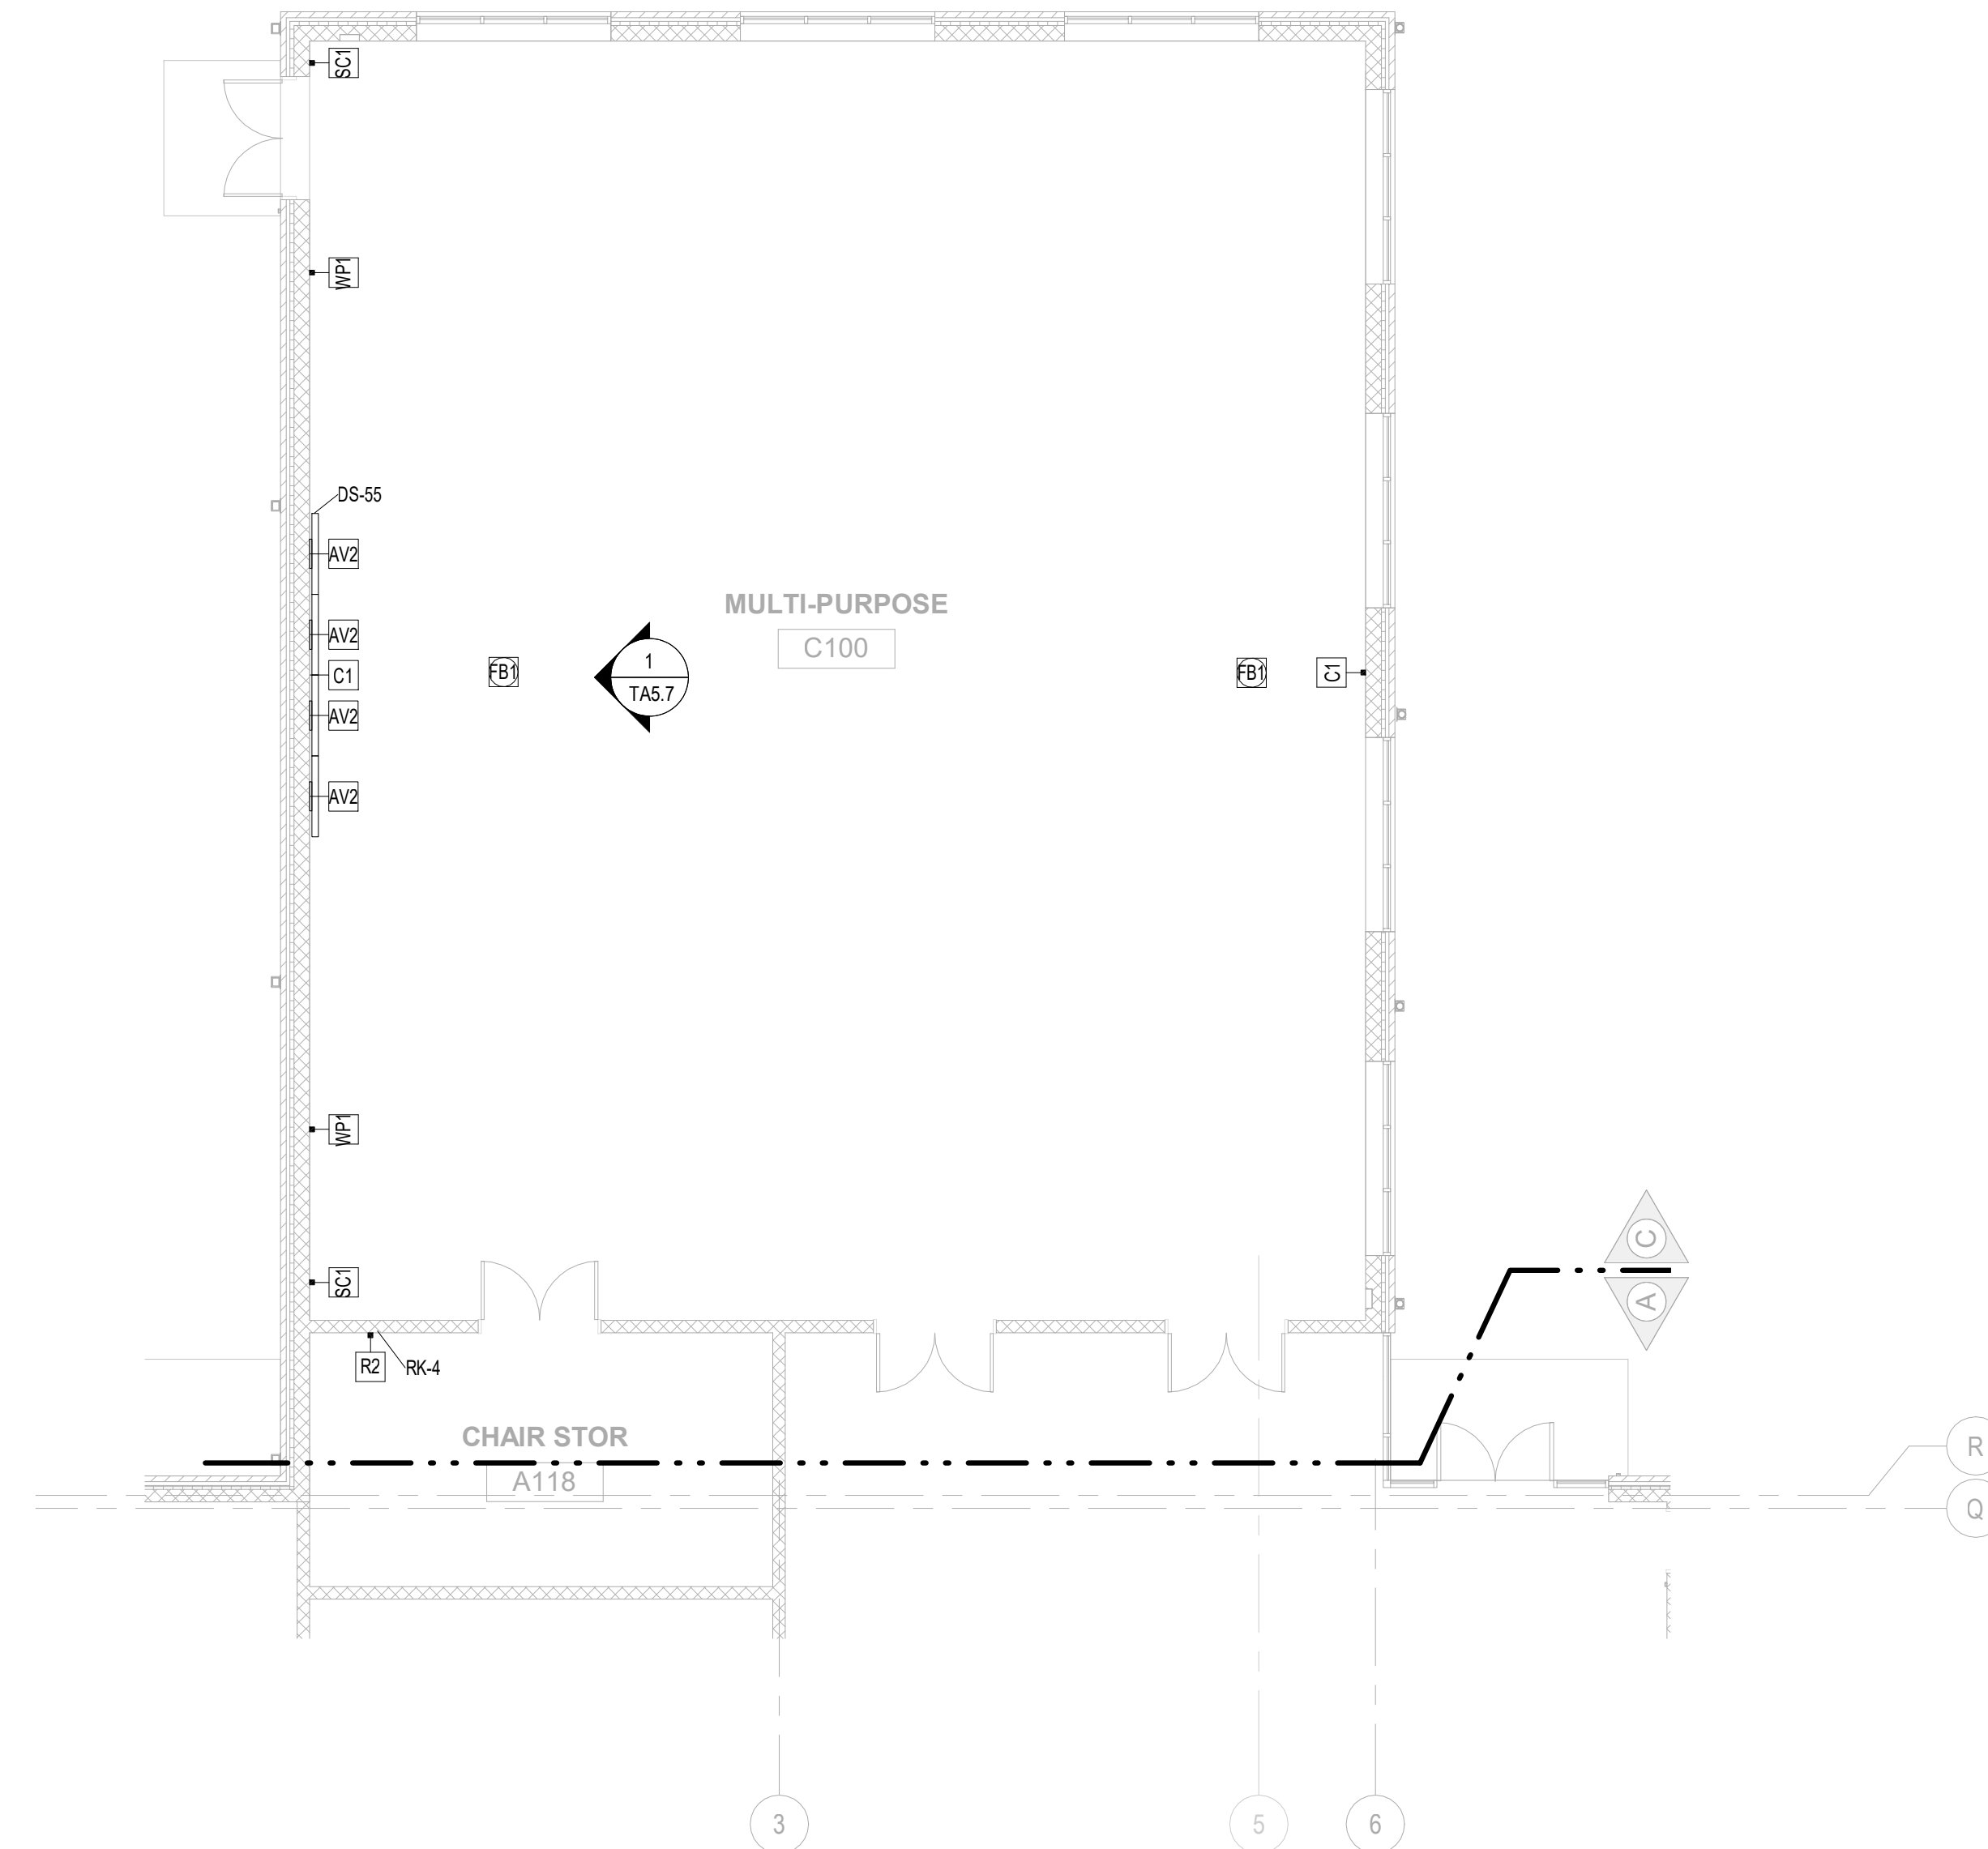 SC1
WP1
DS-55
AV2
MULTI-PURPOSE
C100
AV2
1
TA5.7
FB1
FB1
C1
C1
AV2
AV2
WP1
C
SC1
A
R2
RK-4
CHAIR STOR
A118
R
Q
3
5
6